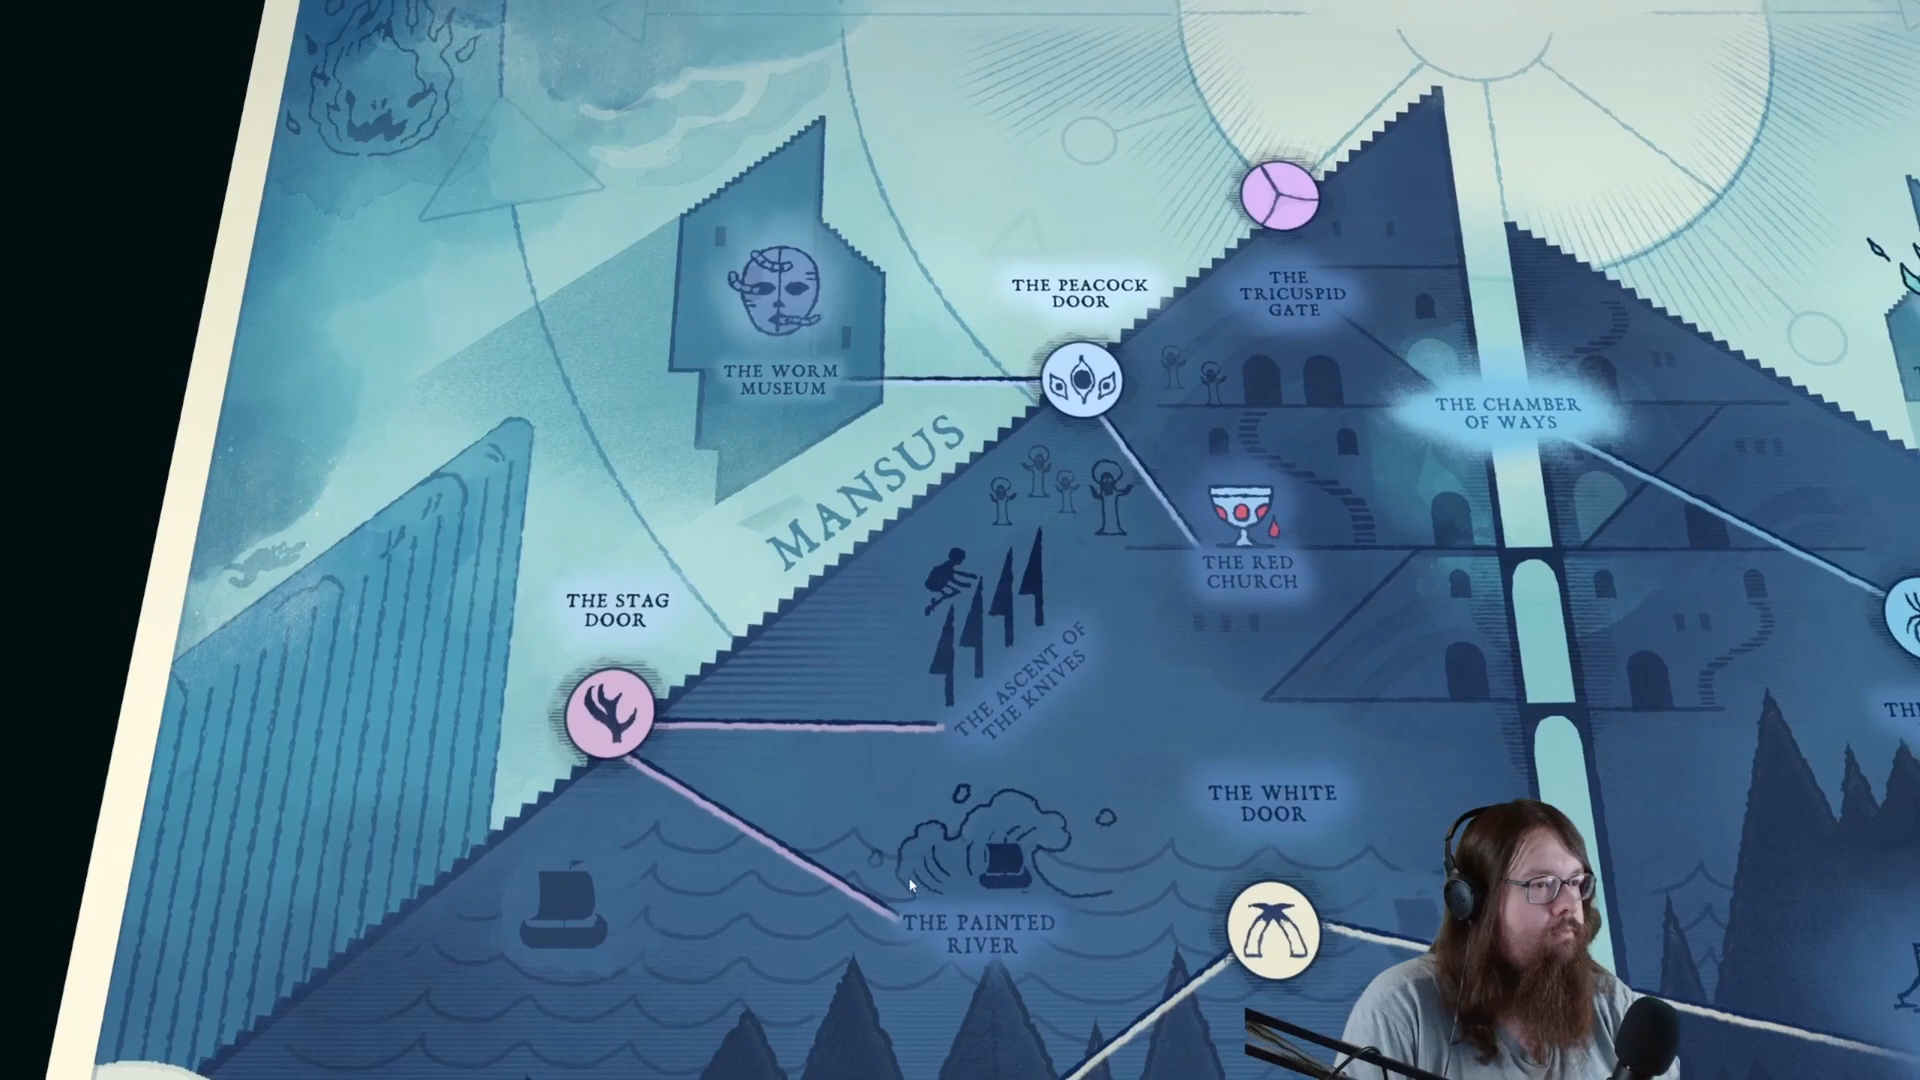 THE PEACOCK
DOOR
THE
TRICUSPID
GATE
THE WORM
MUSEUM
THE CHAMBER
OF WAYS
MANSUS
THE RED
CHURCH
THE STAG
DOOR
THE ASCENT OF
THE KNIVES
THE WHITE
DOOR
THE PAINTED
RIVER